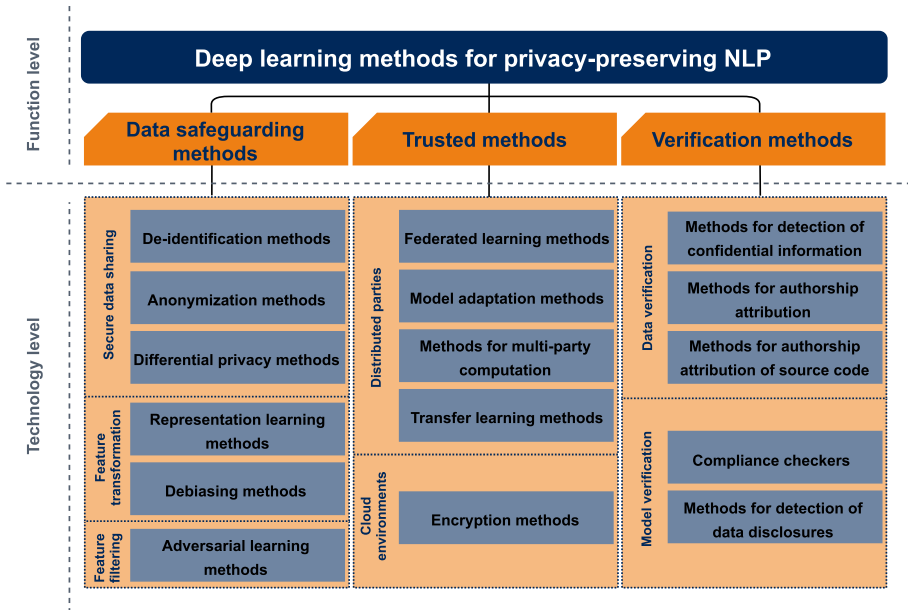 Function level
Deep learning methods for privacy-preserving NLP
Data safeguarding
methods
Trusted methods
Verification methods
Technology level
Secure data sharing
De-identification methods
Anonymization methods
Differential privacy methods
Feature
transformation
Representation learning
methods
Debiasing methods
Feature
filtering
Adversarial learning
methods
Distributed parties
Federated learning methods
Model adaptation methods
Methods for multi-party
computation
Transfer learning methods
Cloud
environments
Encryption methods
Data verification
Methods for detection of
confidential information
Methods for authorship
attribution
Methods for authorship
attribution of source code
Model verification
Compliance checkers
Methods for detection of
data disclosures